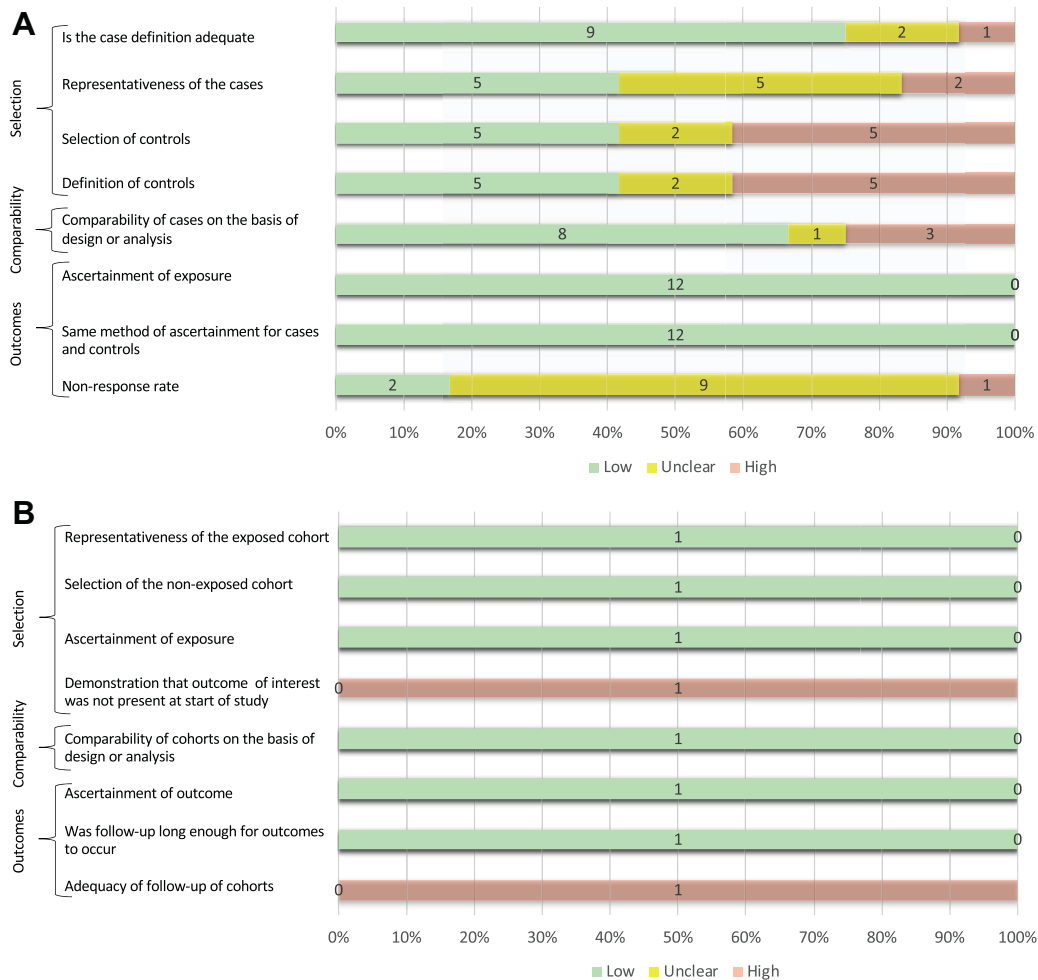 A
Selection
Comparability
Outcomes
Is the case definition adequate
9 2 1
Representativeness of the cases
5 5 2
Selection of controls
5 2 5
Definition of controls
5 2 5
Comparability of cases on the basis of
design or analysis
8 1 3
Ascertainment of exposure
12 0
Same method of ascertainment for cases
and controls
12 0
Non-response rate
2 9 1
0% 10% 20% 30% 40% 50% 60% 70% 80% 90% 100%
Low Unclear High
B
Selection
Comparability
Outcomes
Representativeness of the exposed cohort
1 0
Selection of the non-exposed cohort
1 0
Ascertainment of exposure
1 0
Demonstration that outcome of interest
was not present at start of study
0 1
Comparability of cohorts on the basis of
design or analysis
1 0
Ascertainment of outcome
1 0
Was follow-up long enough for outcomes
to occur
1 0
Adequacy of follow-up of cohorts
0 1
0% 10% 20% 30% 40% 50% 60% 70% 80% 90% 100%
Low Unclear High